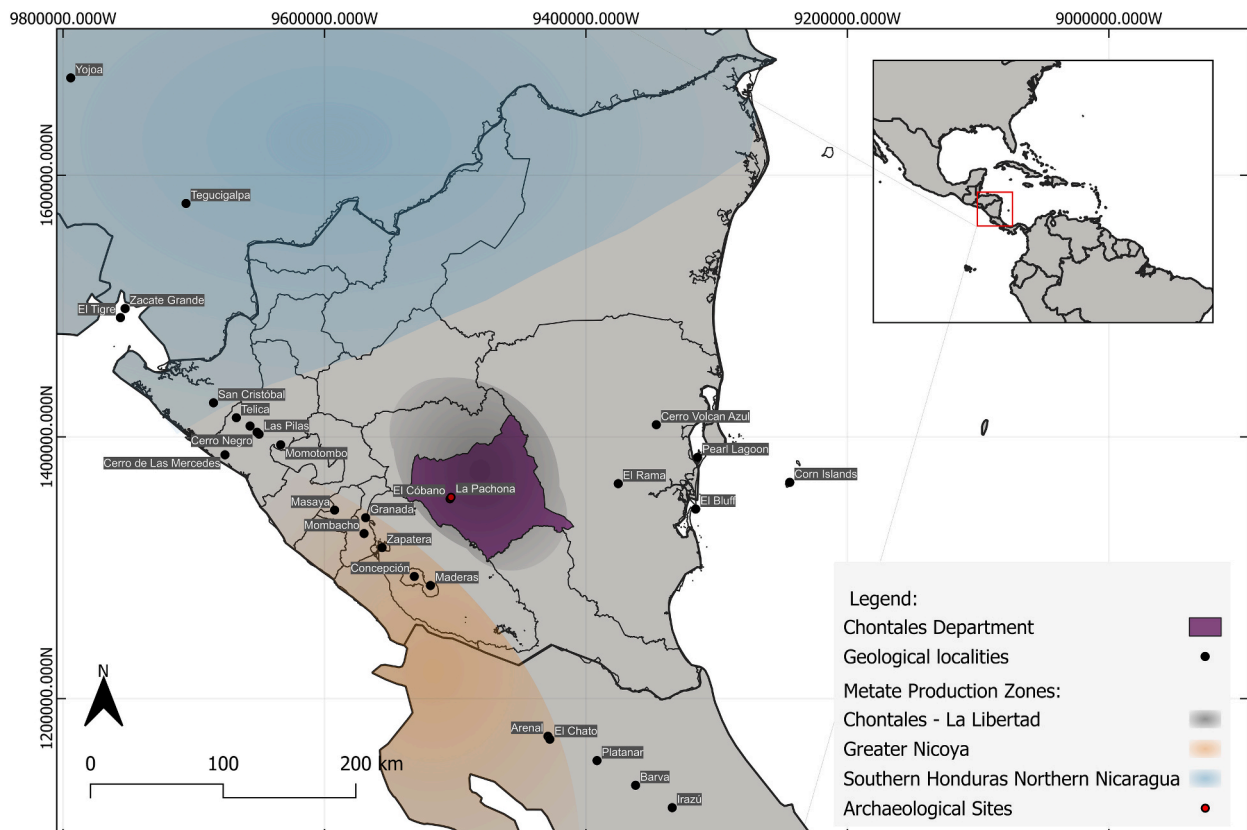 9800000.000W 9600000.000W 9400000.000W 9200000.000W 9000000.000W
1600000.000N
1400000.000N
1200000.000N
Yojoa
Tegucigalpa
Zacate Grande
El Tigre
San Cristóbal
Telica
Las Pilas
Cerro Negro
Momotombo
Cerro de Las Mercedes
Cerro Volcan Azul
Pearl Lagoon
El Rama
Corn Islands
El Bluff
El Cóbano
La Pachona
Masaya
Granada
Mombacho
Zapatera
Concepción
Maderas
Arenal
El Chato
Platanar
Barva
Irazú
N
0 100 200 km
Legend:
Chontales Department
Geological localities
Metate Production Zones:
Chontales - La Libertad
Greater Nicoya
Southern Honduras Northern Nicaragua
Archaeological Sites